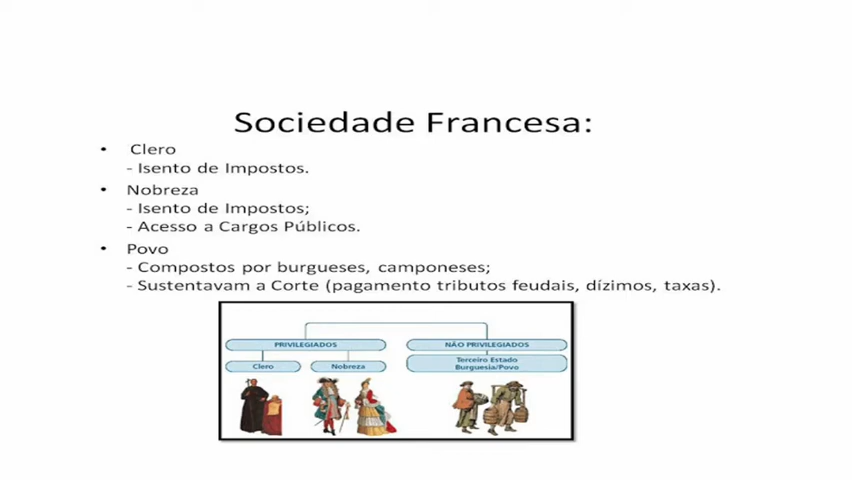 Sociedade Francesa:
• Clero
- Isento de Impostos.
• Nobreza
- Isento de Impostos;
- Acesso a Cargos Públicos.
• Povo
- Compostos por burgueses, camponeses;
- Sustentavam a Corte (pagamento tributos feudais, dízimos, taxas).
PRIVILEGIADOS
NÃO PRIVILEGIADOS
Clero
Nobreza
Terceiro Estado
Burguesia/Povo